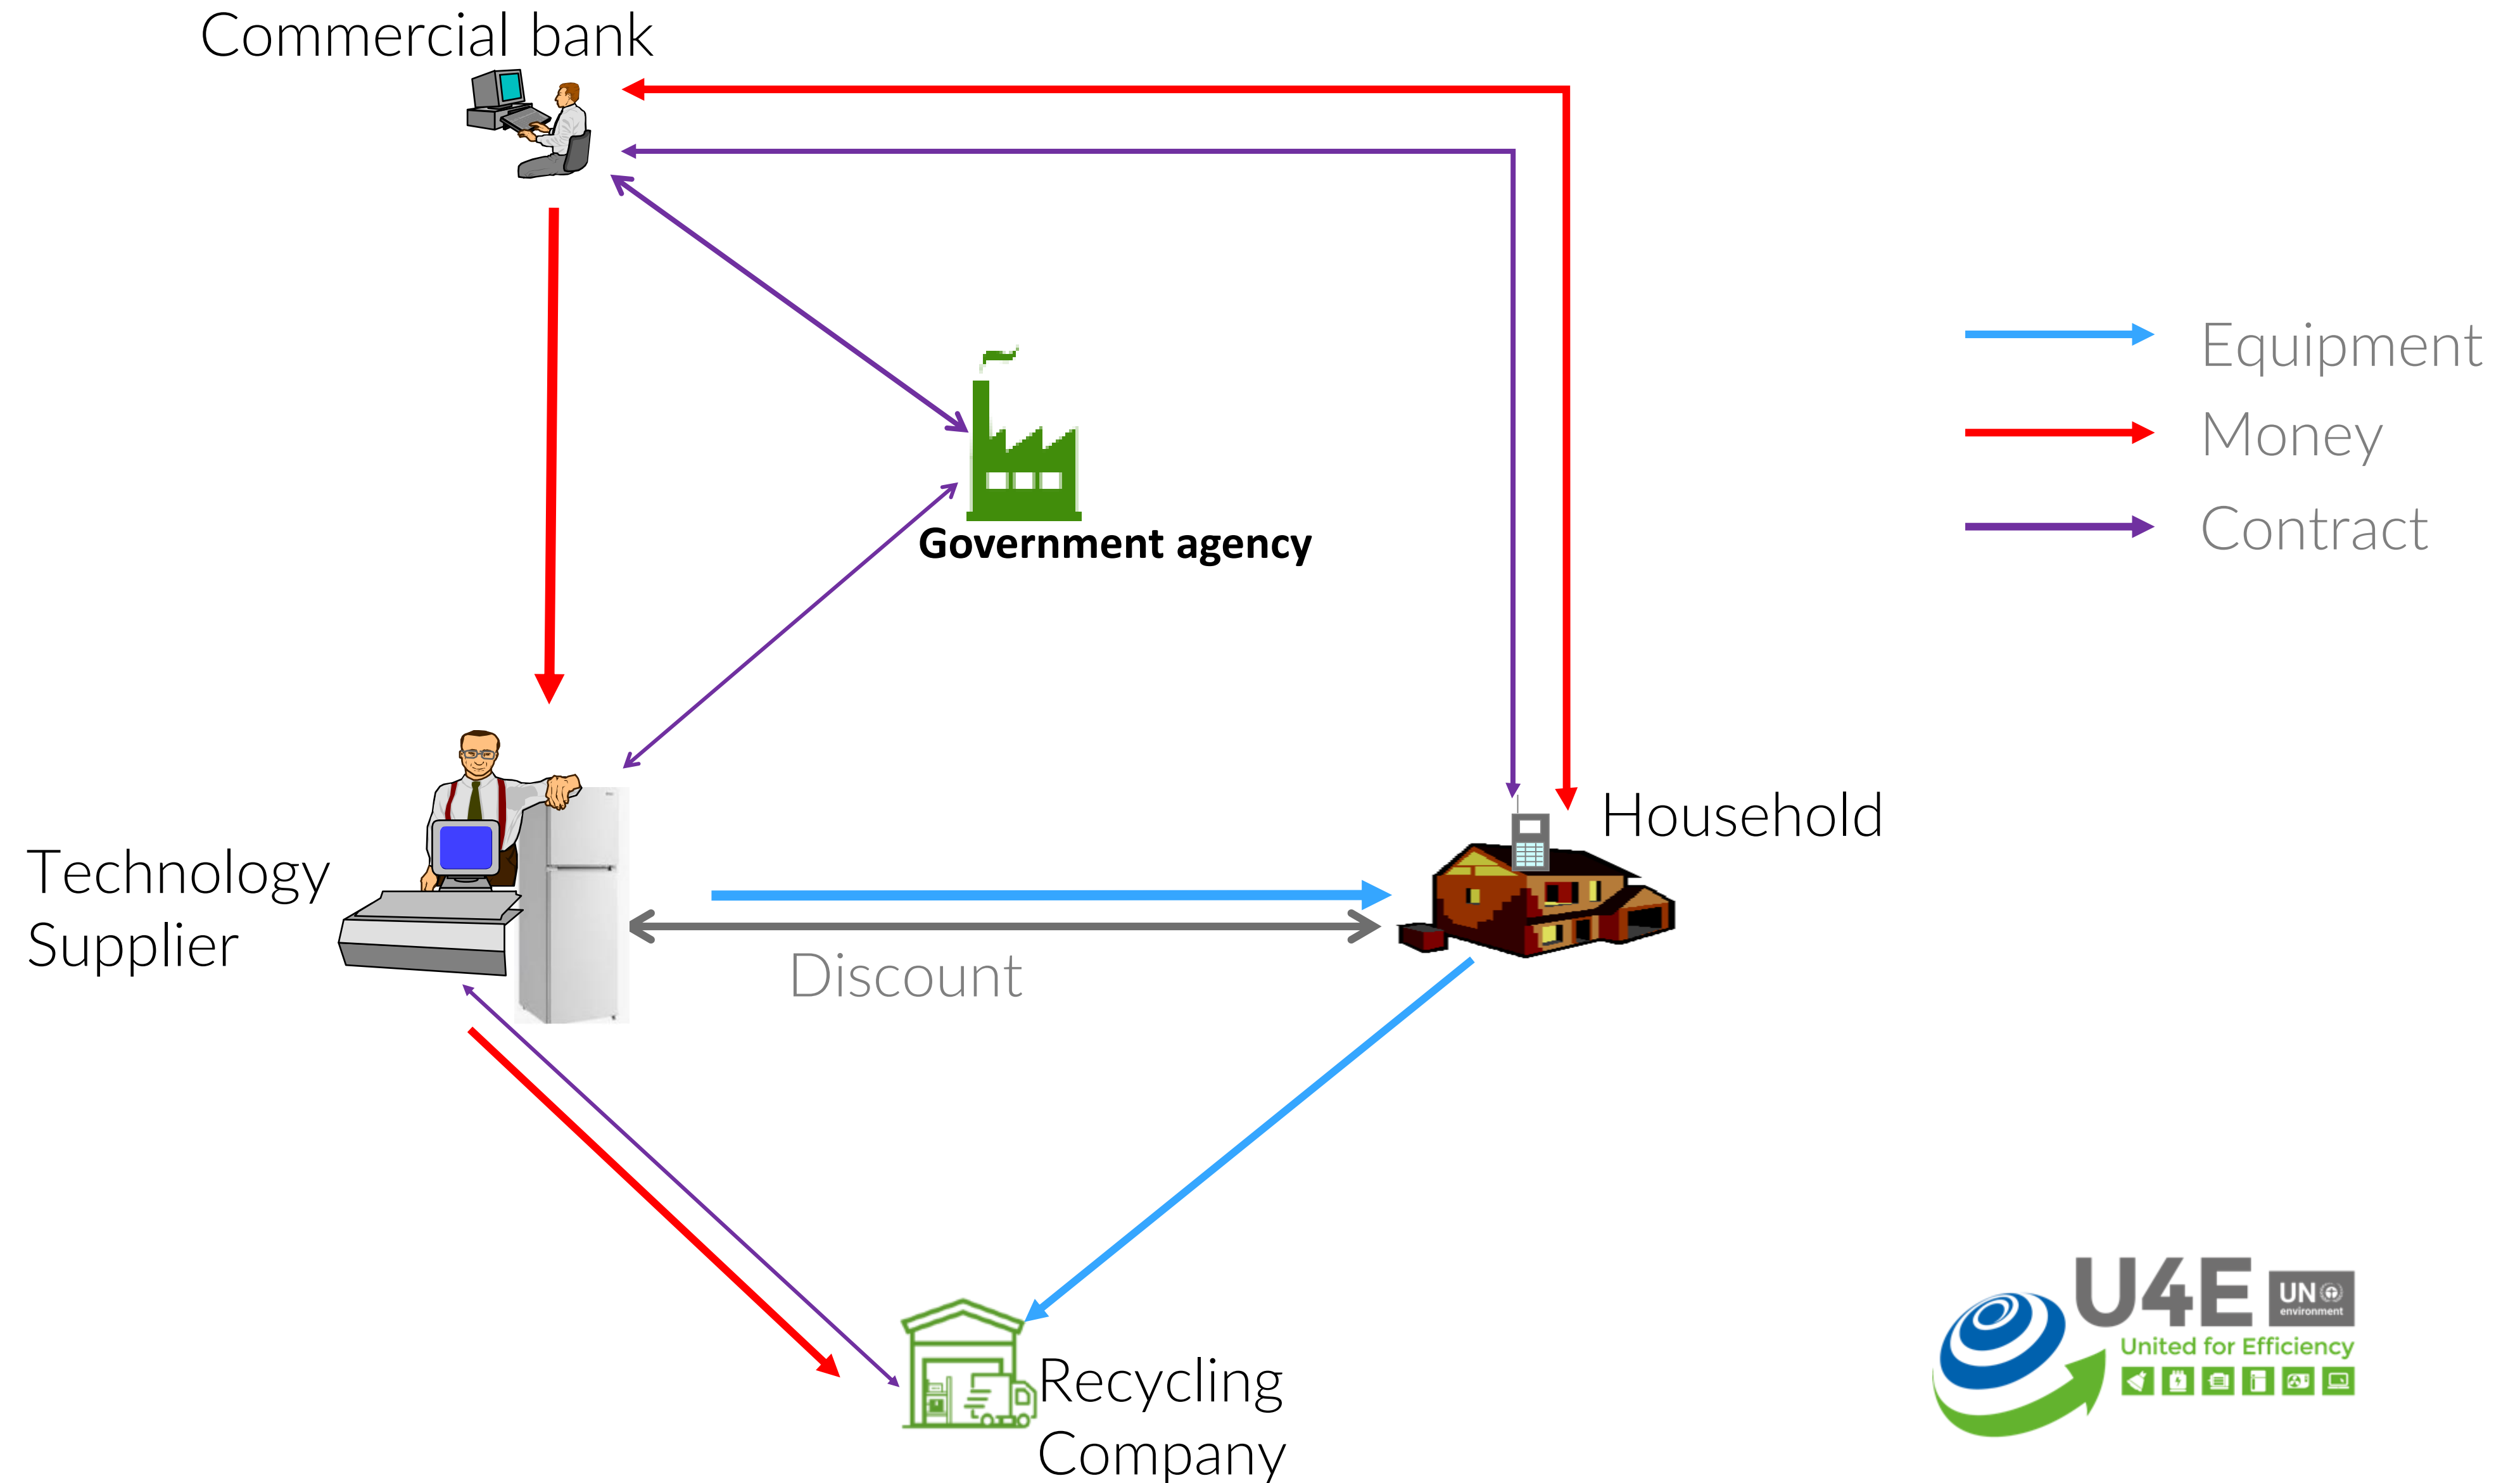 Commercial bank
Equipment
Money
Contract
Government agency
Household
Technology
Supplier
Discount
Recycling
Company
U4E
UN
environment
United for Efficiency